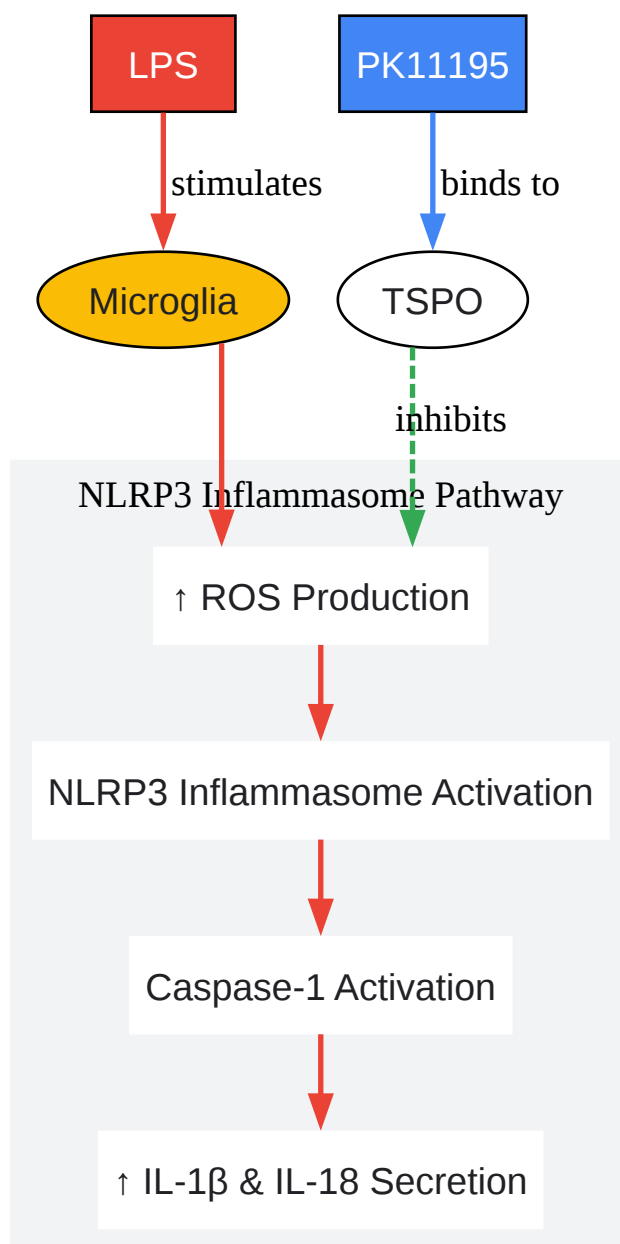 LPS
PK11195
stimulates
binds to
Microglia
TSPO
inhibits
NLRP3 Inflammasome Pathway
↑ ROS Production
NLRP3 Inflammasome Activation
Caspase-1 Activation
↑ IL-1β & IL-18 Secretion